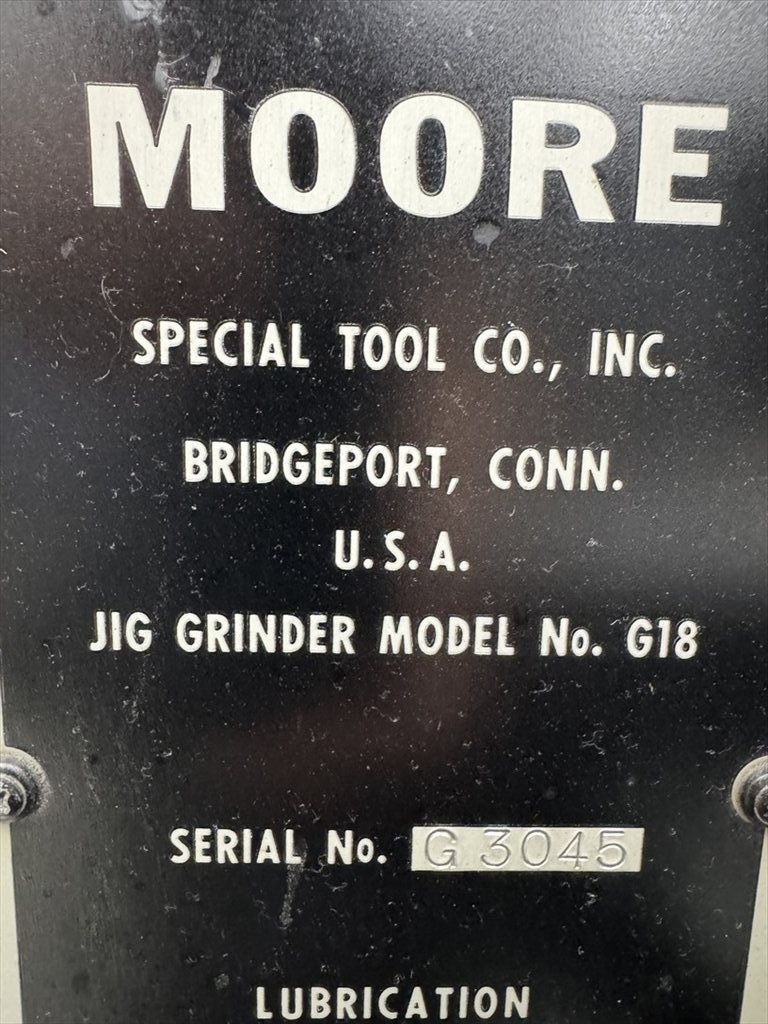 MOORE
SPECIAL TOOL CO., INC.
BRIDGEPORT, CONN.
U.S.A.
JIG GRINDER MODEL No. G18
SERIAL No. G 3045
LUBRICATION